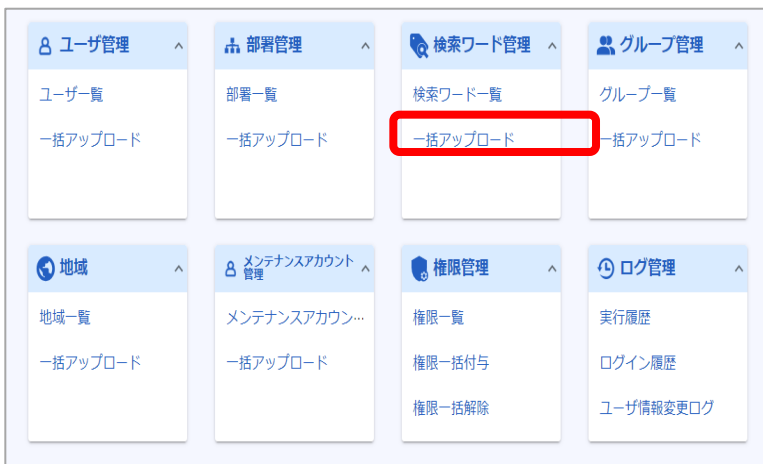 ユーザ管理
部署管理
検索ワード管理
グループ管理
ユーザー覧
部署一覧
検索ワード一覧
グループ一覧
一括アップロード
一括アップロード
一括アップロード
一括アップロード
地域
メンテナンスアカウント
管理
権限管理
ログ管理
地域一覧
メンテナンスアカウン…
権限一覧
実行履歴
一括アップロード
一括アップロード
権限一括付与
ログイン履歴
権限一括解除
ユーザ情報変更ログ